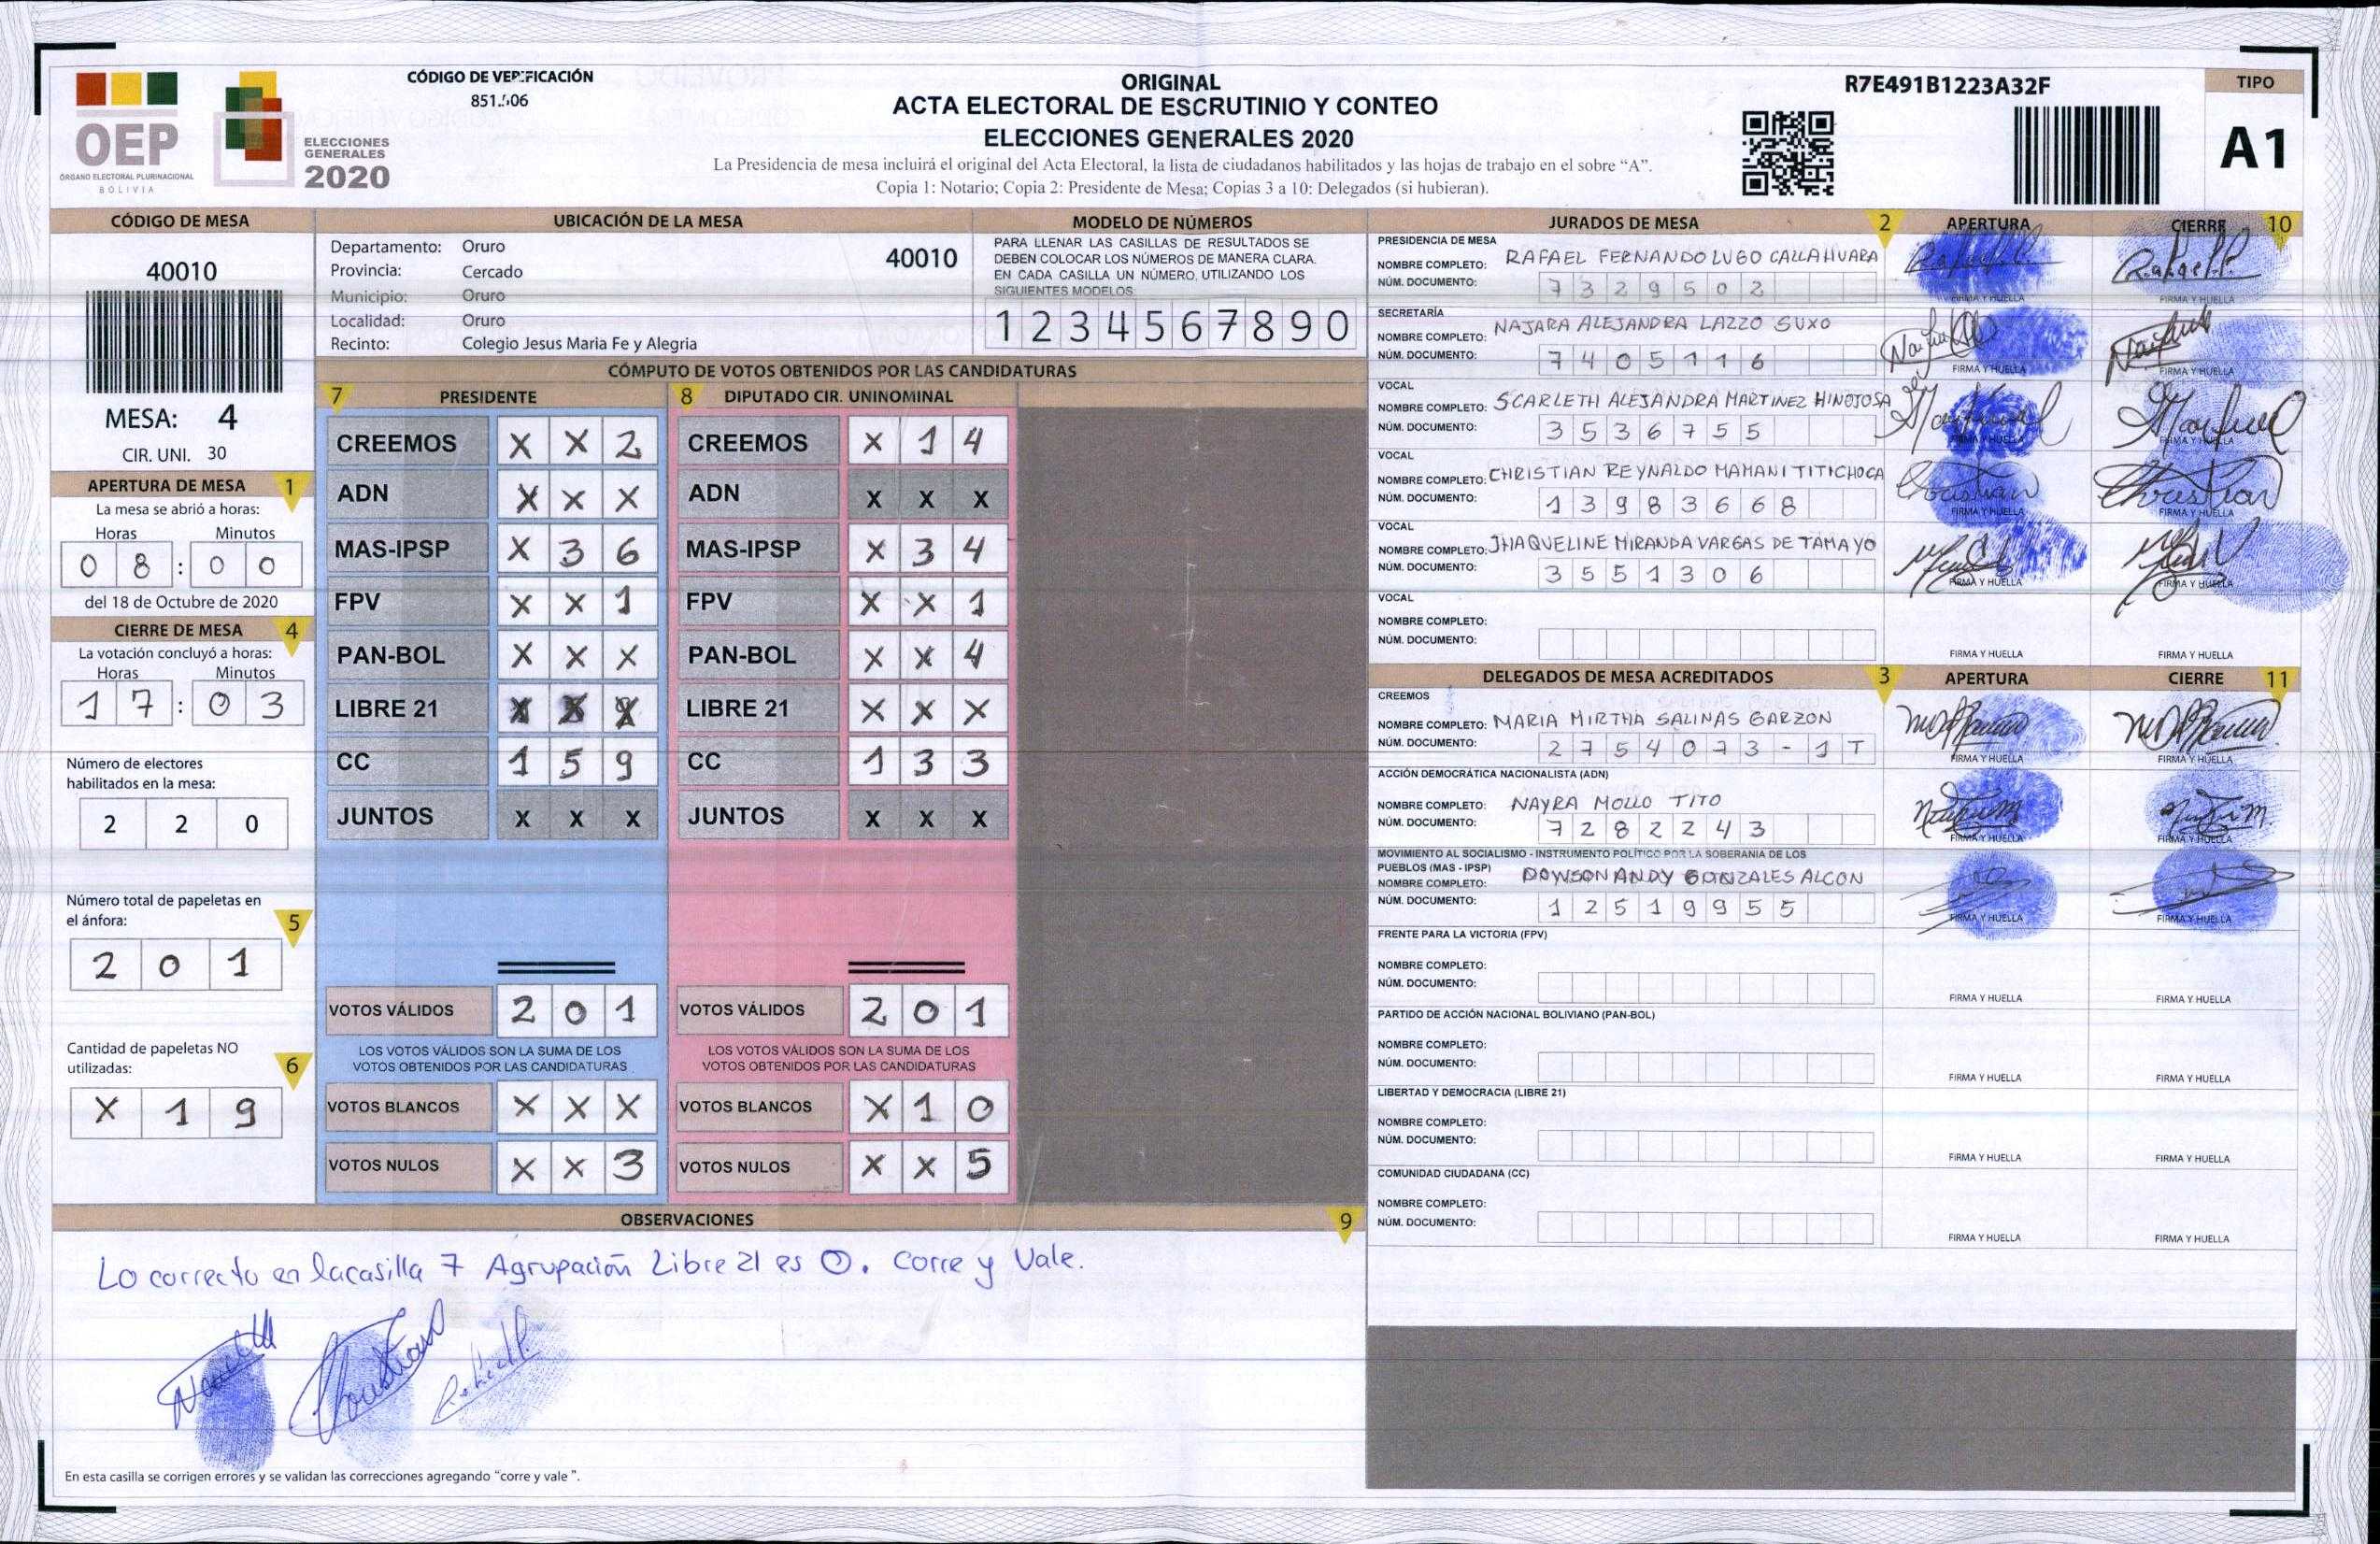 OEP
ÓRGANO ELECTORAL PLURINACIONAL
BOLIVIA
ELECCIONES
GENERALES
2020
CÓDIGO DE VERIFICACIÓN
ORIGINAL
ACTA ELECTORAL DE ESCRUTINIO Y CONTEO
ELECCIONES GENERALES 2020
La Presidencia de mesa incluirá el original del Acta Electoral, la lista de ciudadanos habilitados y las hojas de trabajo en el sobre “A”.
Copia 1: Notario; Copia 2: Presidente de Mesa; Copias 3 a 10: Delegados (si hubieran).
R7E491B1223A32F
TIPO
A1
CÓDIGO DE MESA
40010
MESA: 4
CIR. UNI. 30
APERTURA DE MESA 1
La mesa se abrió a horas:
Horas Minutos
0 8 : 0 0
del 18 de Octubre de 2020
CIERRE DE MESA 4
La votación concluyó a horas:
Horas Minutos
1 7 : 0 3
Número de electores
habilitados en la mesa:
2 2 0
Número total de papeletas en
el ánfora: 5
2 0 1
Cantidad de papeletas NO
utilizadas: 6
X 1 9
UBICACIÓN DE LA MESA
Departamento: Oruro 40010
Provincia: Cercado
Municipio: Oruro
Localidad: Oruro
Recinto: Colegio Jesus Maria Fe y Alegria
MODELO DE NÚMEROS
PARA LLENAR LAS CASILLAS DE RESULTADOS SE
DEBEN COLOCAR LOS NÚMEROS DE MANERA CLARA.
EN CADA CASILLA UN NÚMERO, UTILIZANDO LOS
SIGUIENTES MODELOS:
1 2 3 4 5 6 7 8 9 0
CÓMPUTO DE VOTOS OBTENIDOS POR LAS CANDIDATURAS
7 PRESIDENTE
CREEMOS X X 2
ADN X X X
MAS-IPSP X 3 6
FPV X X 1
PAN-BOL X X X
LIBRE 21
CC 1 5 9
JUNTOS X X X
VOTOS VÁLIDOS 2 0 1
LOS VOTOS VÁLIDOS SON LA SUMA DE LOS
VOTOS OBTENIDOS POR LAS CANDIDATURAS
VOTOS BLANCOS X X X
VOTOS NULOS X X 3
8 DIPUTADO CIR. UNINOMINAL
CREEMOS X 1 4
ADN X X X
MAS-IPSP X 3 4
FPV X X 1
PAN-BOL X X 4
LIBRE 21 X X X
CC 1 3 3
JUNTOS X X X
VOTOS VÁLIDOS 2 0 1
LOS VOTOS VÁLIDOS SON LA SUMA DE LOS
VOTOS OBTENIDOS POR LAS CANDIDATURAS
VOTOS BLANCOS X 1 0
VOTOS NULOS X X 5
OBSERVACIONES 9
Lo correcto en la casilla 7 Agrupación Libre 21 es 0. Corre y Vale.
En esta casilla se corrigen errores y se validan las correcciones agregando “corre y vale ”.
JURADOS DE MESA 2 APERTURA CIERRE 10
PRESIDENCIA DE MESA
NOMBRE COMPLETO: RAFAEL FERNANDO LUGO CALLAHUARA
NÚM. DOCUMENTO: 7 3 2 9 5 0 2
FIRMA Y HUELLA FIRMA Y HUELLA
SECRETARÍA
NOMBRE COMPLETO: NAJARA ALEJANDRA LAZZO SUXO
NÚM. DOCUMENTO: 7 4 0 5 1 1 6
FIRMA Y HUELLA FIRMA Y HUELLA
VOCAL
NOMBRE COMPLETO: SCARLETH ALEJANDRA MARTINEZ HINOJOSA
NÚM. DOCUMENTO: 3 5 3 6 7 5 5
FIRMA Y HUELLA FIRMA Y HUELLA
VOCAL
NOMBRE COMPLETO: CHRISTIAN REYNALDO MAMANI TITICHOCA
NÚM. DOCUMENTO: 1 3 9 8 3 6 6 8
FIRMA Y HUELLA FIRMA Y HUELLA
VOCAL
NOMBRE COMPLETO: JHAQUELINE MIRANDA VARGAS DE TAMAYO
NÚM. DOCUMENTO: 3 5 5 1 3 0 6
FIRMA Y HUELLA FIRMA Y HUELLA
VOCAL
NOMBRE COMPLETO:
NÚM. DOCUMENTO:
FIRMA Y HUELLA FIRMA Y HUELLA
DELEGADOS DE MESA ACREDITADOS 3 APERTURA CIERRE 11
CREEMOS
NOMBRE COMPLETO: MARIA MIRTHA SALINAS GARZON
NÚM. DOCUMENTO: 2 7 5 4 0 7 3 - 1 T
FIRMA Y HUELLA FIRMA Y HUELLA
ACCIÓN DEMOCRÁTICA NACIONALISTA (ADN)
NOMBRE COMPLETO: NAYRA MOLLO TITO
NÚM. DOCUMENTO: 7 2 8 2 2 4 3
FIRMA Y HUELLA FIRMA Y HUELLA
MOVIMIENTO AL SOCIALISMO - INSTRUMENTO POLÍTICO POR LA SOBERANIA DE LOS
PUEBLOS (MAS - IPSP)
NOMBRE COMPLETO: DAWSON ANDY GONZALES ALCON
NÚM. DOCUMENTO: 1 2 5 1 9 9 5 5
FIRMA Y HUELLA FIRMA Y HUELLA
FRENTE PARA LA VICTORIA (FPV)
NOMBRE COMPLETO:
NÚM. DOCUMENTO:
FIRMA Y HUELLA FIRMA Y HUELLA
PARTIDO DE ACCIÓN NACIONAL BOLIVIANO (PAN-BOL)
NOMBRE COMPLETO:
NÚM. DOCUMENTO:
FIRMA Y HUELLA FIRMA Y HUELLA
LIBERTAD Y DEMOCRACIA (LIBRE 21)
NOMBRE COMPLETO:
NÚM. DOCUMENTO:
FIRMA Y HUELLA FIRMA Y HUELLA
COMUNIDAD CIUDADANA (CC)
NOMBRE COMPLETO:
NÚM. DOCUMENTO:
FIRMA Y HUELLA FIRMA Y HUELLA